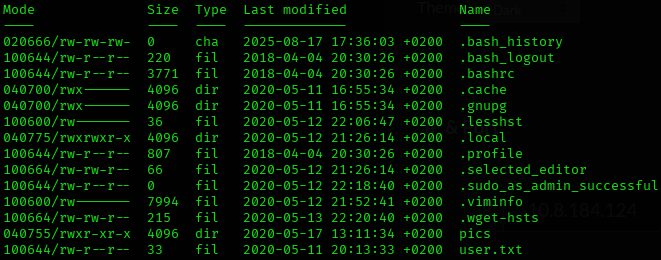 Mode Size Type Last modified Name
020666/rw-rw-rw- 0 cha 2025-08-17 17:36:03 +0200 .bash_history
100644/rw-r--r-- 220 fil 2018-04-04 20:30:26 +0200 .bash_logout
100644/rw-r--r-- 3771 fil 2018-04-04 20:30:26 +0200 .bashrc
040700/rwx------ 4096 dir 2020-05-11 16:55:34 +0200 .cache
040700/rwx------ 4096 dir 2020-05-11 16:55:34 +0200 .gnupg
100600/rw------- 36 fil 2020-05-12 22:06:47 +0200 .lesshst
040775/rwxrwxr-x 4096 dir 2020-05-12 21:26:14 +0200 .local
100644/rw-r--r-- 807 fil 2018-04-04 20:30:26 +0200 .profile
100664/rw-rw-r-- 66 fil 2020-05-12 21:26:14 +0200 .selected_editor
100644/rw-r--r-- 0 fil 2020-05-12 22:18:40 +0200 .sudo_as_admin_successful
100600/rw------- 7994 fil 2020-05-12 21:52:41 +0200 .viminfo
100664/rw-rw-r-- 215 fil 2020-05-13 22:20:40 +0200 .wget-hsts
040755/rwxr-xr-x 4096 dir 2020-05-17 13:11:34 +0200 pics
100644/rw-r--r-- 33 fil 2020-05-11 20:13:33 +0200 user.txt